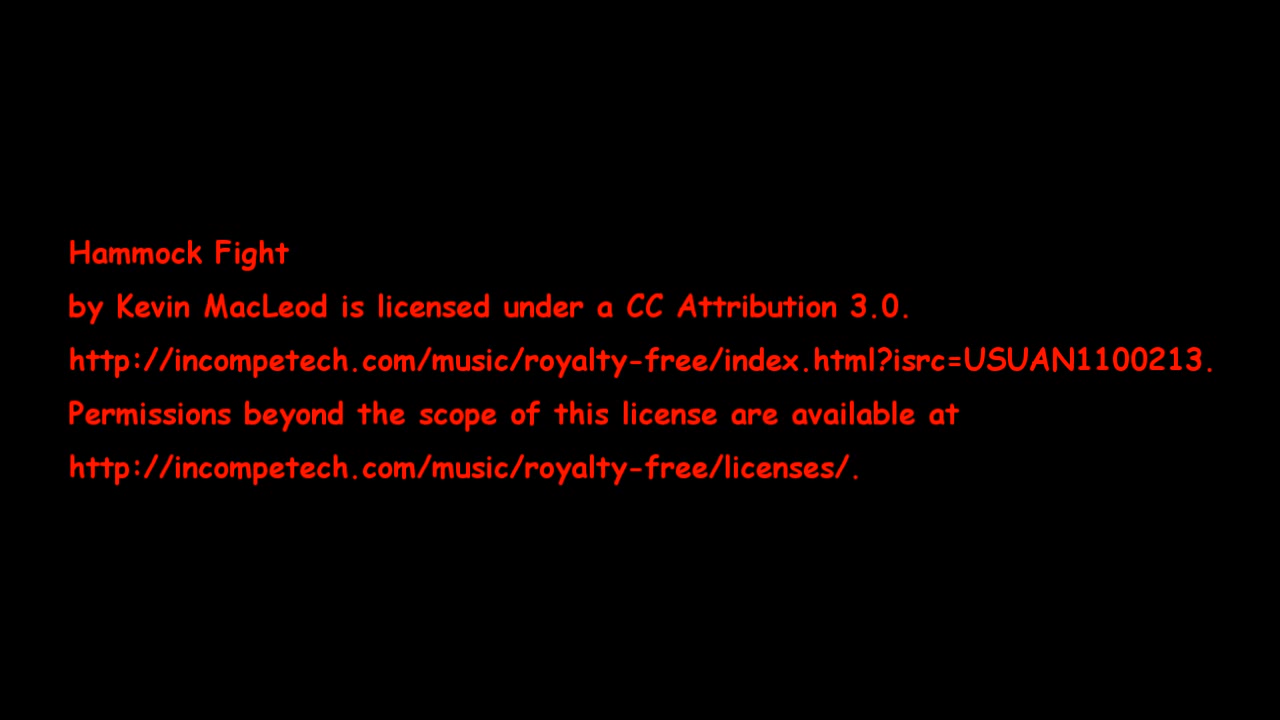 Hammock Fight
by Kevin MacLeod is licensed under a CC Attribution 3.0.
http://incompetech.com/music/royalty-free/index.html?isrc=USUAN1100213.
Permissions beyond the scope of this license are available at
http://incompetech.com/music/royalty-free/licenses/.